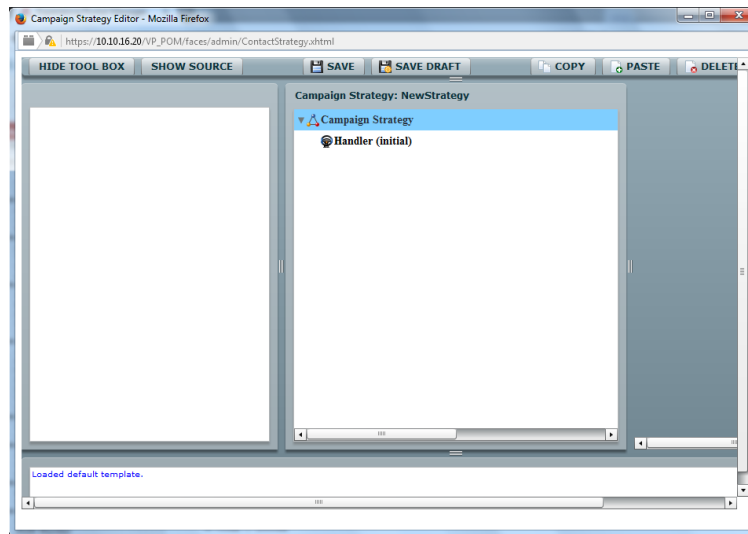 Campaign Strategy Editor - Mozilla Firefox
https://10.10.16.20/VP_POM/faces/admin/ContactStrategy.xhtml
HIDE TOOL BOX SHOW SOURCE SAVE SAVE DRAFT COPY PASTE
Campaign Strategy: NewStrategy
Campaign Strategy
Handler (initial)
Loaded default template.